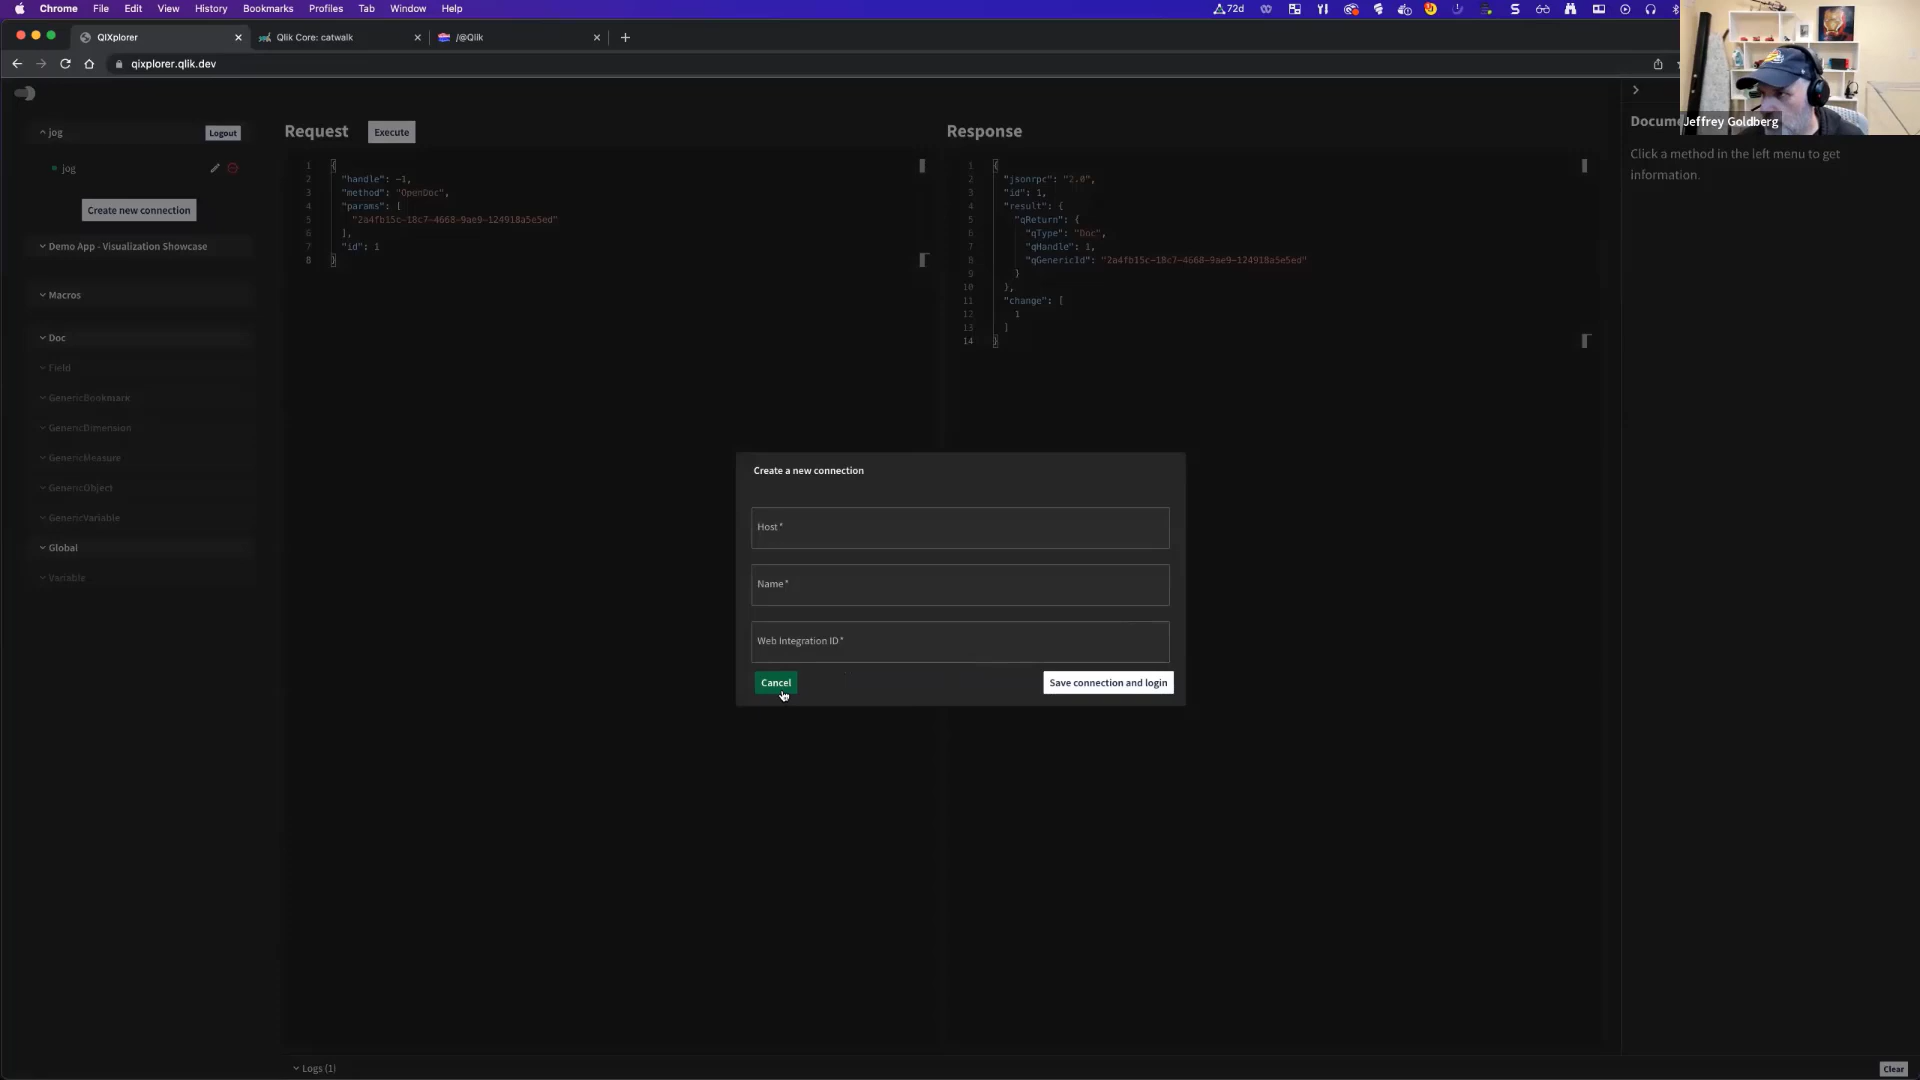 Chrome File Edit View History Bookmarks Profiles Tab Window Help 72d
QIXplorer Qlik Core: catwalk /@Qlik
qixplorer.qlik.dev
Jeffrey Goldberg
jog Logout
jog
Create new connection
Demo App - Visualization Showcase
Macros
Doc
Field
GenericBookmark
GenericDimension
GenericMeasure
GenericObject
GenericVariable
Global
Variable
Request Execute
1 {
2 "handle": -1,
3 "method": "OpenDoc",
4 "params": [
5 "2a4fb15c-18c7-4668-9ae9-124918a5e5ed"
6 ],
7 "id": 1
8 }
Response
1 {
2 "jsonrpc": "2.0",
3 "id": 1,
4 "result": {
5 "qReturn": {
6 "qType": "Doc",
7 "qHandle": 1,
8 "qGenericId": "2a4fb15c-18c7-4668-9ae9-124918a5e5ed"
9 }
10 },
11 "change": [
12 1
13 ]
14 }
Docume
Click a method in the left menu to get
information.
Create a new connection
Host*
Name*
Web Integration ID*
Cancel Save connection and login
Logs (1) Clear